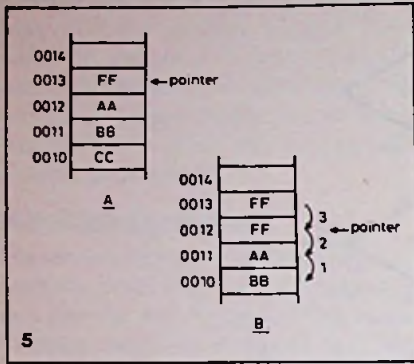 0014
0013 FF ← pointer
0012 AA
0011 BB
0010 CC
A
0014
0013 FF
3
0012 FF ← pointer
2
0011 AA
1
0010 BB
B
5